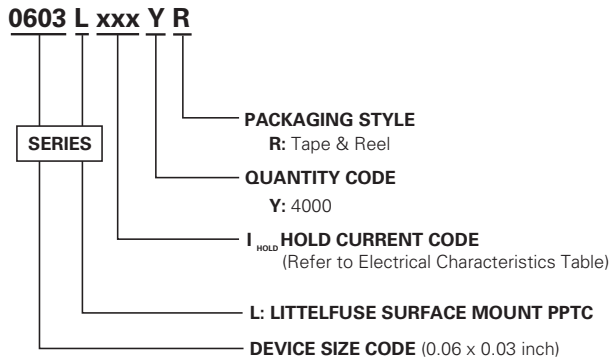 0603 L xxx Y R
PACKAGING STYLE
R: Tape & Reel
SERIES
QUANTITY CODE
Y: 4000
I HOLD HOLD CURRENT CODE
(Refer to Electrical Characteristics Table)
L: LITTELFUSE SURFACE MOUNT PPTC
DEVICE SIZE CODE (0.06 x 0.03 inch)